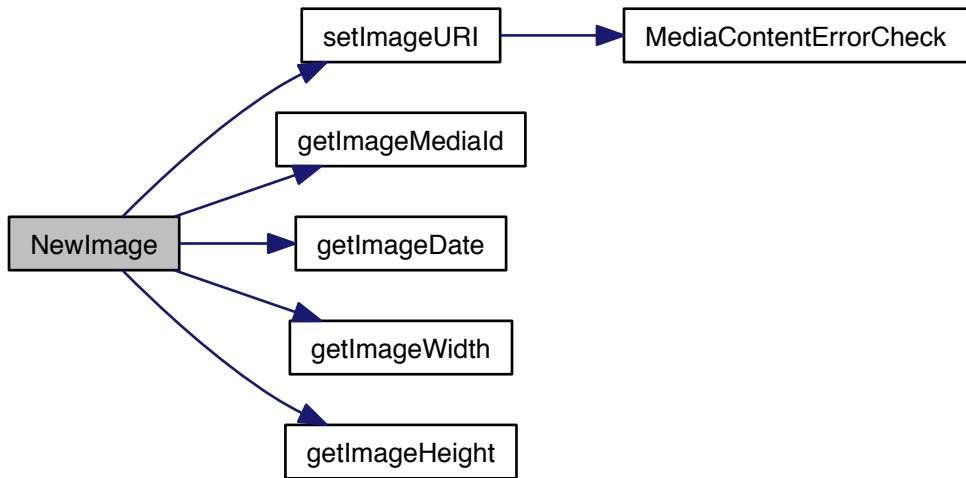 setImageURI
MediaContentErrorCheck
getImageMediaId
NewImage
getImageDate
getImageWidth
getImageHeight